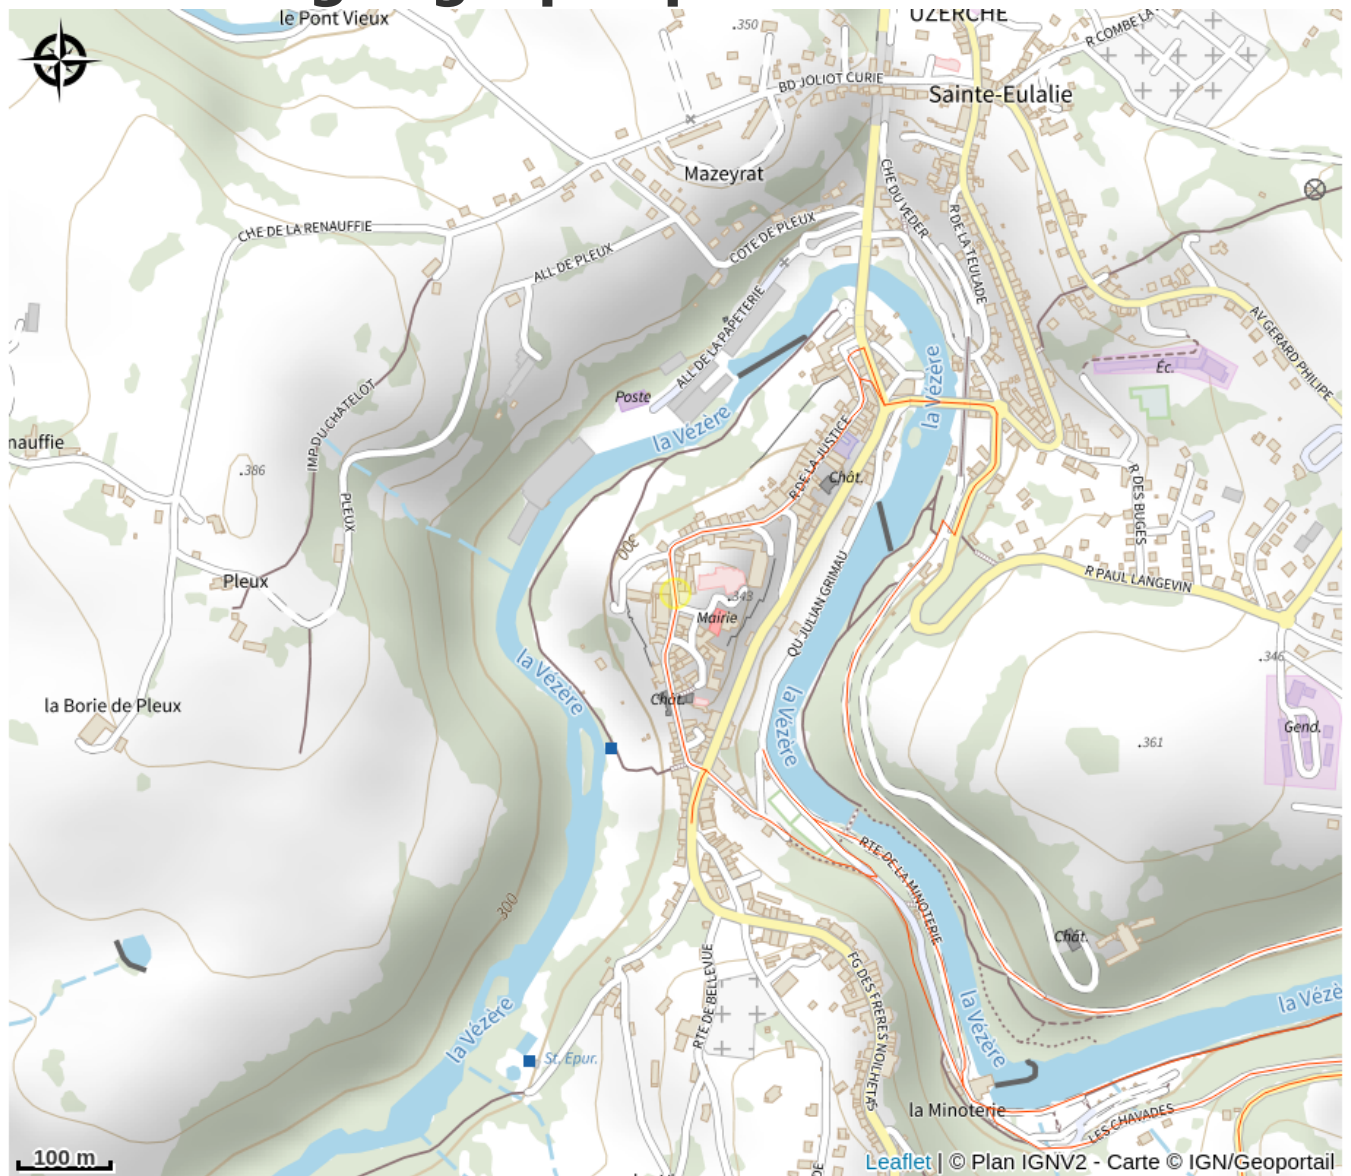 le Pont Vieux
.350
UZERCHE
R COMBE LA
BD JOLIOT CURIE
Sainte-Eulalie
Mazeyrat
CHE DU VEDER
R DE LA TEULADE
CHE DE LA RENAUFFIE
COTE DE PLEUX
ALL DE PLEUX
ALL DE LA PAPETERIE
AV GERARD PHILIPE
Éc.
la Vézère
IMP DU CHATELOT
Poste
la Vézère
nauffie
.386
R DE LA JUSTICE
Chât.
R DES BUGES
PLEUX
300
Pleux
R PAUL LANGEVIN
.343
Mairie
QU JULIAN GRIMAU
la Vézère
.346
la Borie de Pleux
Chât.
la Vézère
Gend.
.361
RTE DE LA MINOTERIE
300
Chât.
RTE DE BELLEVUE
FG DES FRERES NOILHETAS
la Vézère
la Vézè
la Vézère
St. Epur.
la Minoterie
LES CHAVADES
100 m
Leaflet | © Plan IGNV2 - Carte © IGN/Geoportail